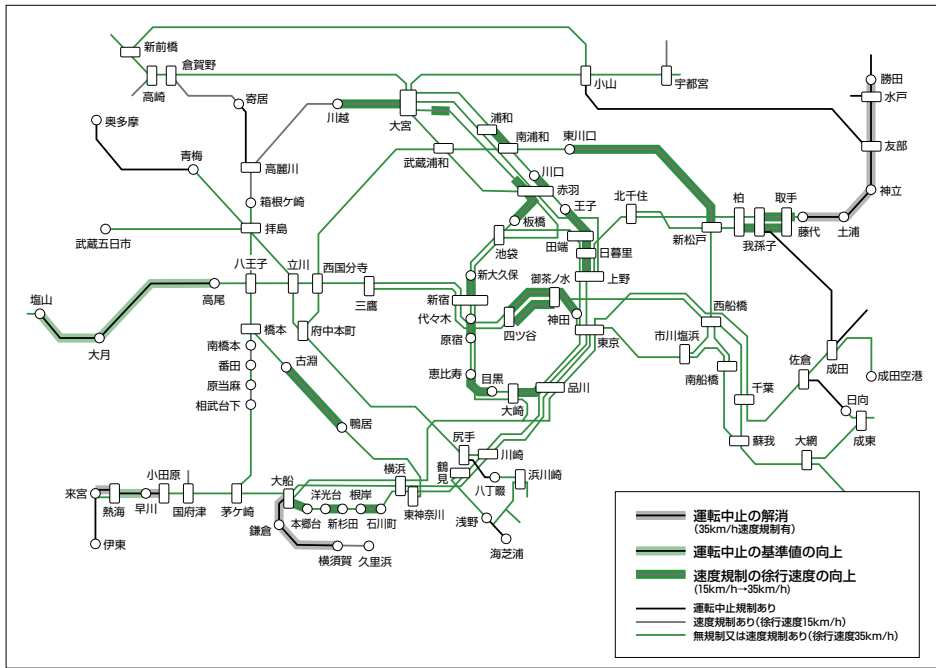 新前橋
倉賀野
高崎
小山
宇都宮
勝田
水戸
寄居
川越
大宮
浦和
奥多摩
南浦和
東川口
友部
武蔵浦和
青梅
高麗川
川口
赤羽
神立
北千住
柏
取手
箱根ケ崎
王子
板橋
拝島
武蔵五日市
池袋
田端
新松戸
我孫子
藤代
土浦
日暮里
八王子
立川
西国分寺
新大久保
御茶ノ水
上野
塩山
高尾
三鷹
新宿
西船橋
代々木
神田
橋本
府中本町
四ツ谷
東京
市川塩浜
大月
南橋本
原宿
佐倉
成田
番田
古淵
恵比寿
目黒
品川
南船橋
千葉
成田空港
原当麻
大崎
日向
相武台下
鴨居
蘇我
大網
成東
尻手
川崎
鶴見
小田原
大船
横浜
浜川崎
来宮
洋光台
根岸
八丁畷
熱海
早川
国府津
茅ケ崎
本郷台
新杉田
石川町
東神奈川
鎌倉
浅野
伊東
横須賀
久里浜
海芝浦
運転中止の解消
(35km/h速度規制有)
運転中止の基準値の向上
速度規制の徐行速度の向上
(15km/h→35km/h)
運転中止規制あり
速度規制あり(徐行速度15km/h)
無規制又は速度規制あり(徐行速度35km/h)